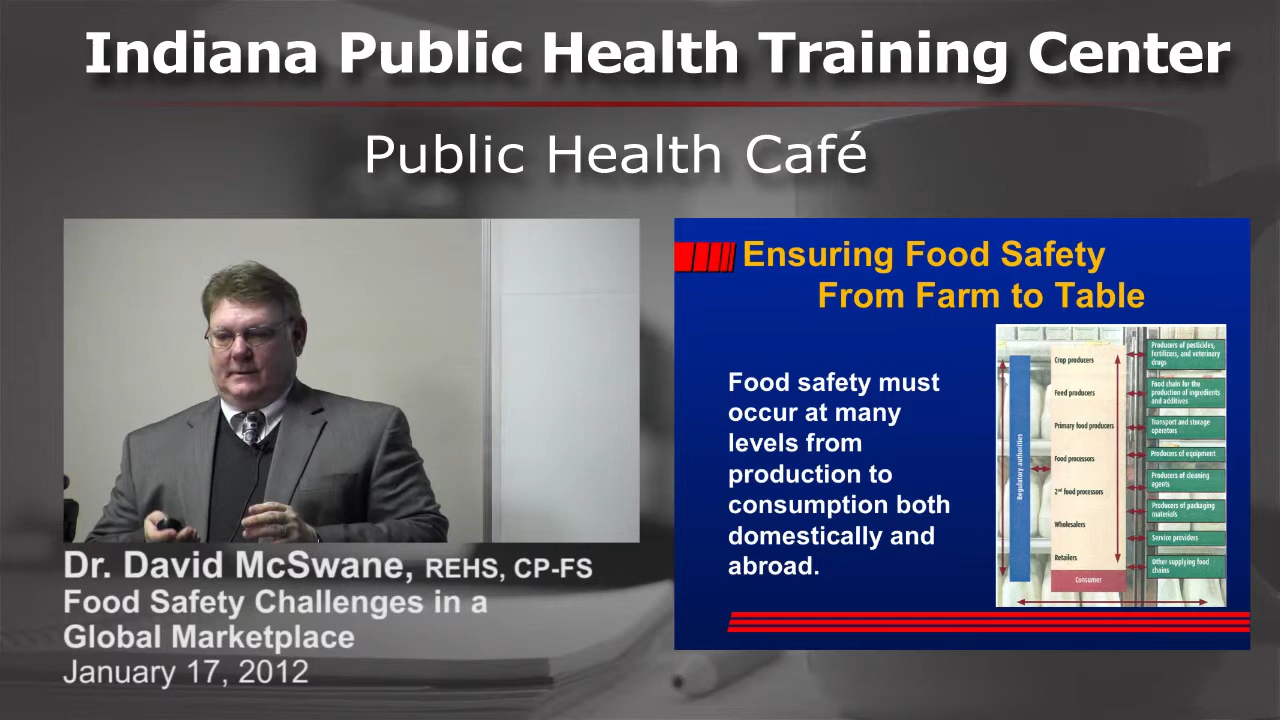 Indiana Public Health Training Center
Public Health Café
Ensuring Food Safety
From Farm to Table
Food safety must
occur at many
levels from
production to
consumption both
domestically and
abroad.
Regulatory authorities
Crop producers
Feed producers
Primary food producers
Food processors
2nd food processors
Wholesalers
Retailers
Consumer
Producers of pesticides,
fertilizers, and veterinary
drugs
Food chain for the
production of ingredients
and additives
Transport and storage
operators
Producers of equipment
Producers of cleaning
agents
Producers of packaging
materials
Service providers
Other supplying food
chains
Dr. David McSwane, REHS, CP-FS
Food Safety Challenges in a
Global Marketplace
January 17, 2012